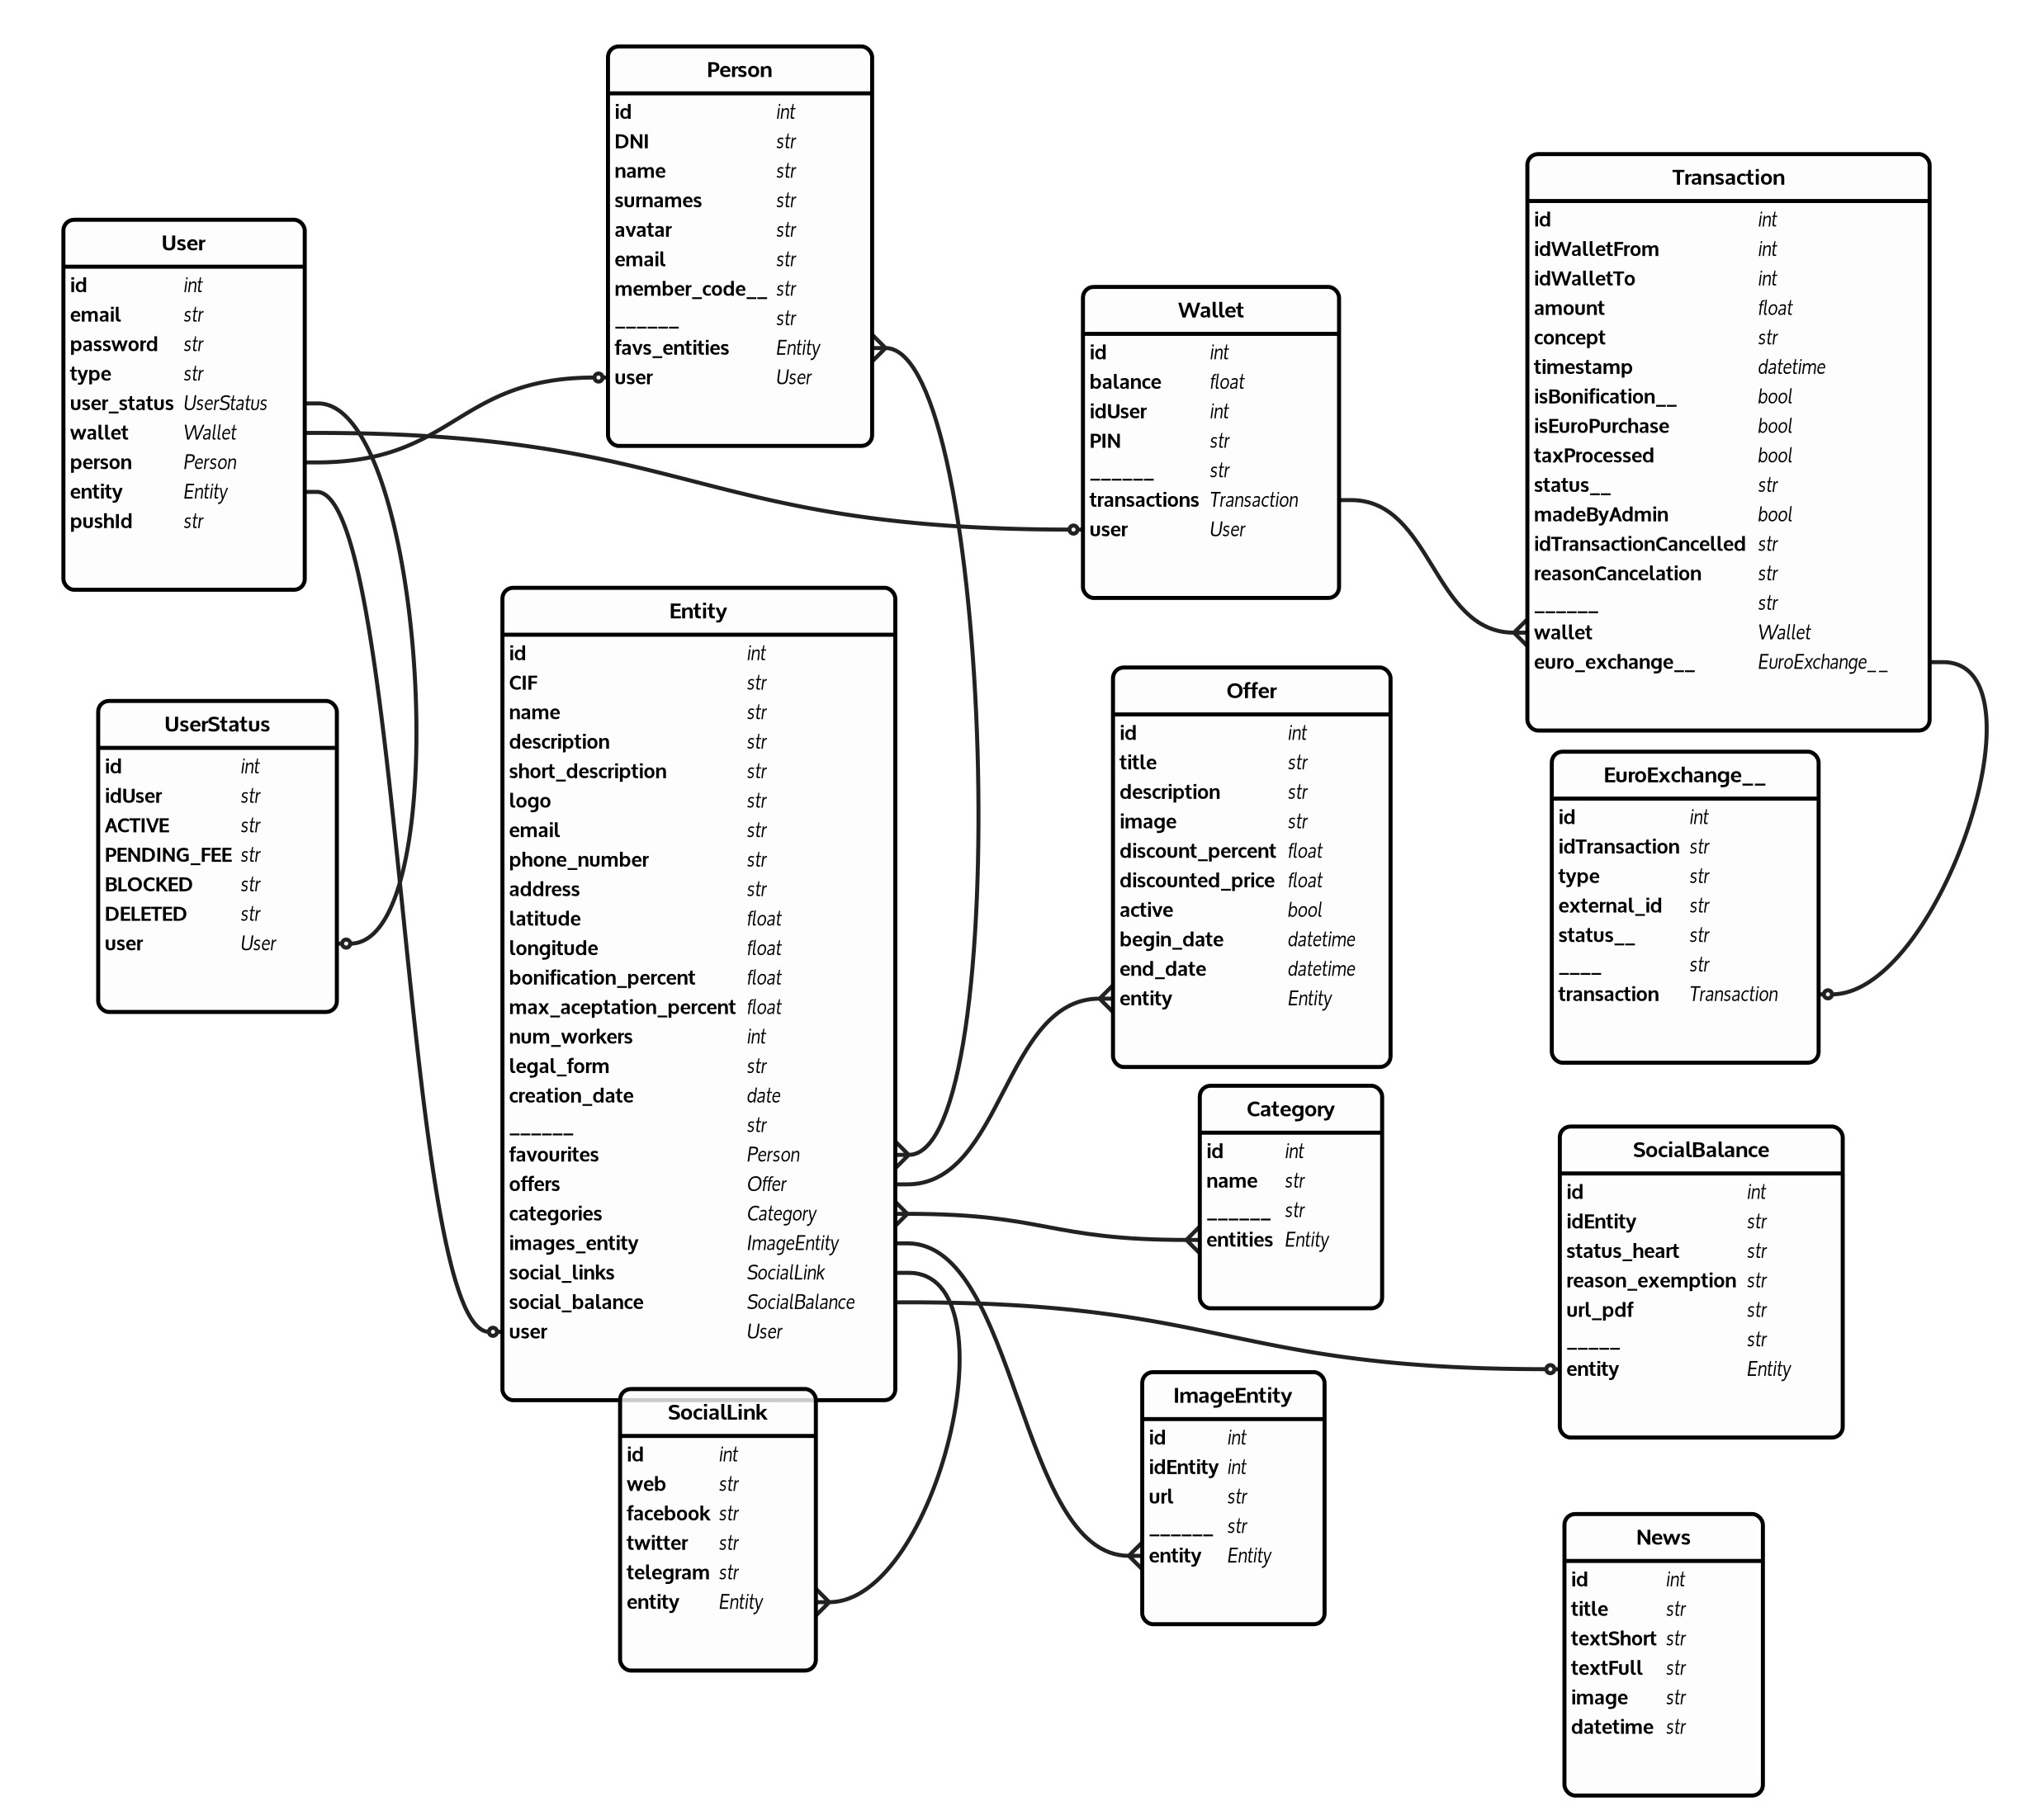 Person
id int
DNI str
name str
surnames str
avatar str
email str
member_code__ str
______ str
favs_entities Entity
user User
Transaction
id int
idWalletFrom int
idWalletTo int
amount float
concept str
timestamp datetime
isBonification__ bool
isEuroPurchase bool
taxProcessed bool
status__ str
madeByAdmin bool
idTransactionCancelled str
reasonCancelation str
______ str
wallet Wallet
euro_exchange__ EuroExchange__
User
id int
email str
password str
type str
user_status UserStatus
wallet Wallet
person Person
entity Entity
pushId str
Wallet
id int
balance float
idUser int
PIN str
______ str
transactions Transaction
user User
Entity
id int
CIF str
name str
description str
short_description str
logo str
email str
phone_number str
address str
latitude float
longitude float
bonification_percent float
max_aceptation_percent float
num_workers int
legal_form str
creation_date date
______ str
favourites Person
offers Offer
categories Category
images_entity ImageEntity
social_links SocialLink
social_balance SocialBalance
user User
Offer
id int
title str
description str
image str
discount_percent float
discounted_price float
active bool
begin_date datetime
end_date datetime
entity Entity
UserStatus
id int
idUser str
ACTIVE str
PENDING_FEE str
BLOCKED str
DELETED str
user User
EuroExchange__
id int
idTransaction str
type str
external_id str
status__ str
____ str
transaction Transaction
Category
id int
name str
______ str
entities Entity
SocialBalance
id int
idEntity str
status_heart str
reason_exemption str
url_pdf str
_____ str
entity Entity
ImageEntity
id int
idEntity int
url str
______ str
entity Entity
SocialLink
id int
web str
facebook str
twitter str
telegram str
entity Entity
News
id int
title str
textShort str
textFull str
image str
datetime str